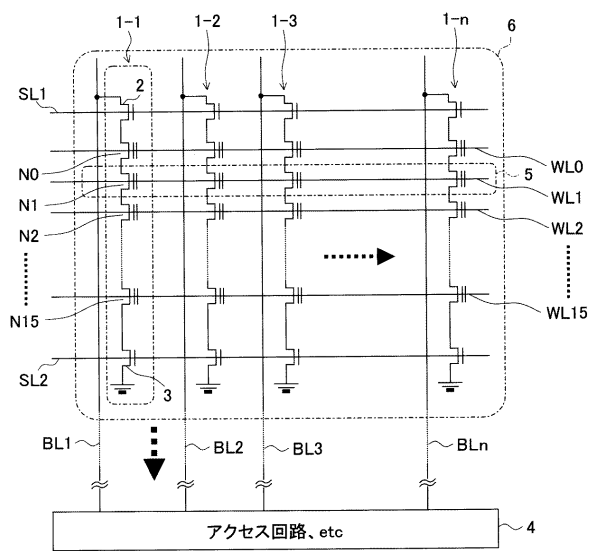 1-1
1-2
1-3
1-n
6
SL1
2
N0
WL0
5
N1
WL1
N2
WL2
N15
WL15
SL2
3
BL1
BL2
BL3
BLn
アクセス回路、etc
4